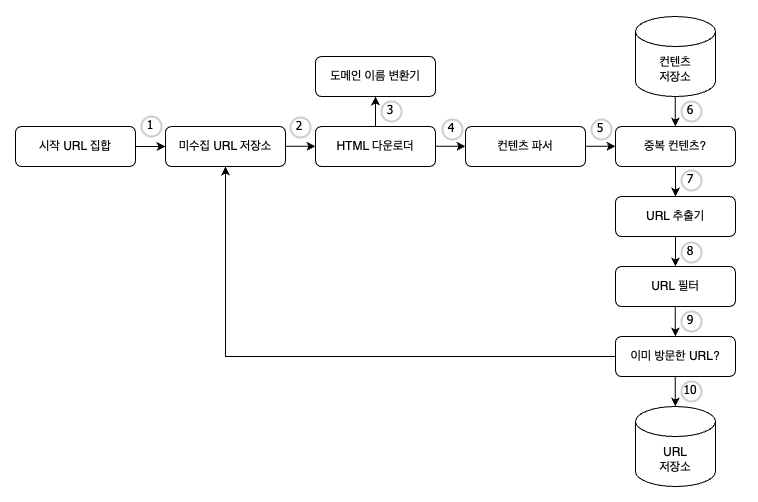 컨텐츠
저장소
도메인 이름 변환기
3
6
1
2
4
5
시작 URL 집합
미수집 URL 저장소
HTML 다운로더
컨텐츠 파서
중복 컨텐츠?
7
URL 추출기
8
URL 필터
9
이미 방문한 URL?
10
URL
저장소